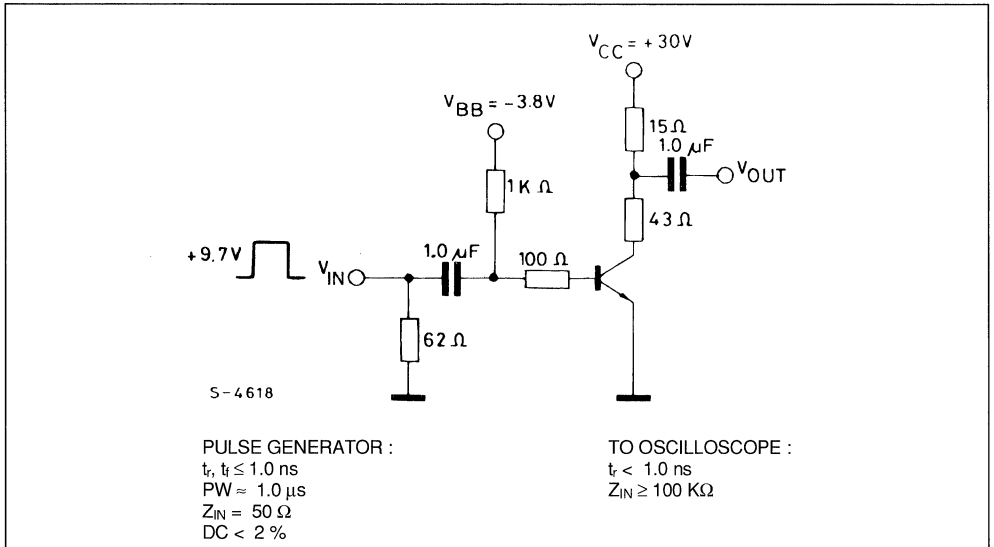 V_CC = +30V
V_BB = -3.8V
15Ω
1.0 μF
V_OUT
1K Ω
43Ω
+9.7V
V_IN
1.0 μF
100 Ω
62 Ω
S-4618
PULSE GENERATOR :
t_r, t_f ≤ 1.0 ns
PW ≈ 1.0 μs
Z_IN = 50 Ω
DC < 2 %
TO OSCILLOSCOPE :
t_r < 1.0 ns
Z_IN ≥ 100 KΩ